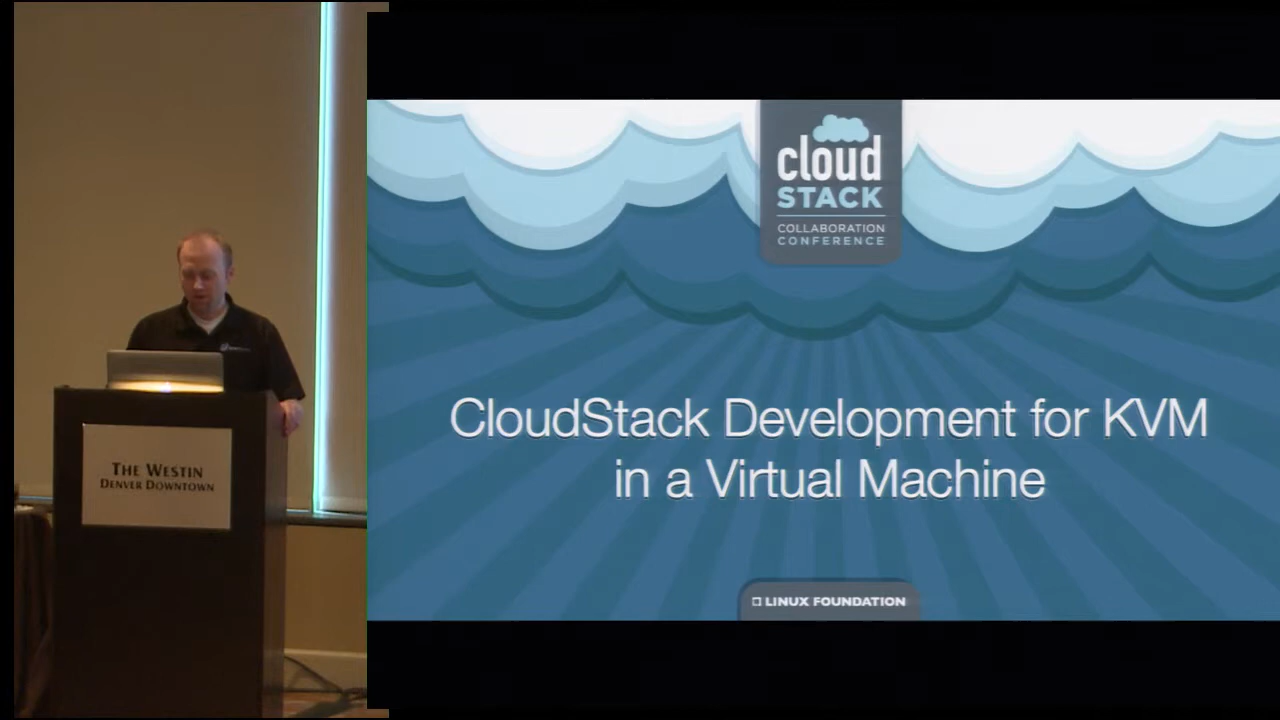 cloud
STACK
COLLABORATION
CONFERENCE
CloudStack Development for KVM
in a Virtual Machine
LINUX FOUNDATION
THE WESTIN
DENVER DOWNTOWN